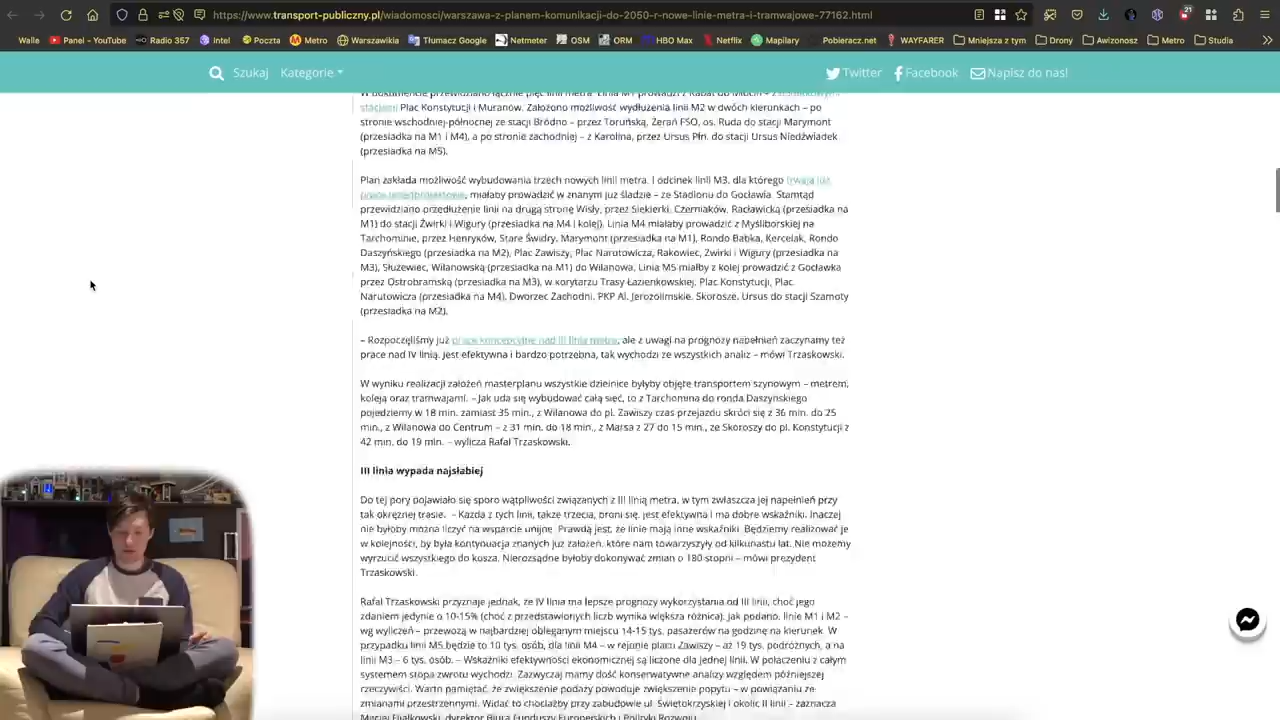 https://www.transport-publiczny.pl/wiadomosci/warszawa-z-planem-komunikacji-do-2050-r-nowe-linie-metra-i-tramwajowe-77162.html
21
Walle Panel - YouTube Radio 357 Intel Poczta Metro Warszawikia Tłumacz Google Netmeter OSM ORM HBO Max Netflix Mapilary Pobieracz.net WAYFARER Mniejsza z tym Drony Awizonosz Metro Studia
Szukaj Kategorie Twitter Facebook Napisz do nas!
stacjami Plac Konstytucji i Muranów. Założono możliwość wydłużenia linii M2 w dwóch kierunkach – po
stronie wschodniej-północnej ze stacji Bródno – przez Toruńską, Żerań FSO, os. Ruda do stacji Marymont
(przesiadka na M1 i M4), a po stronie zachodniej – z Karolina, przez Ursus Płn. do stacji Ursus Niedźwiadek
(przesiadka na M5).
Plan zakłada możliwość wybudowania trzech nowych linii metra. I odcinek linii M3, dla którego trwają już
prace przedprojektowe, miałaby prowadzić w znanym już śladzie – ze Stadionu do Gocławia. Stamtąd
przewidziano przedłużenie linii na drugą stronę Wisły, przez Siekierki, Czerniaków, Racławicką (przesiadka na
M1) do stacji Żwirki i Wigury (przesiadka na M4 i kolej). Linia M4 miałaby prowadzić z Myśliborskiej na
Tarchominie, przez Henryków, Stare Świdry, Marymont (przesiadka na M1), Rondo Babka, Kercelak, Rondo
Daszyńskiego (przesiadka na M2), Plac Zawiszy, Plac Narutowicza, Rakowiec, Żwirki i Wigury (przesiadka na
M3), Służewiec, Wilanowską (przesiadka na M1) do Wilanowa. Linia M5 miałby z kolej prowadzić z Gocławka
przez Ostrobramską (przesiadka na M3), w korytarzu Trasy Łazienkowskiej, Plac Konstytucji, Plac
Narutowicza (przesiadka na M4), Dworzec Zachodni, PKP Al. Jerozolimskie, Skorosze, Ursus do stacji Szamoty
(przesiadka na M2).
– Rozpoczęliśmy już prace koncepcyjne nad III linią metra, ale z uwagi na prognozy napełnień zaczynamy też
prace nad IV linią. Jest efektywna i bardzo potrzebna, tak wychodzi ze wszystkich analiz – mówi Trzaskowski.
W wyniku realizacji założeń masterplanu wszystkie dzielnice byłyby objęte transportem szynowym – metrem,
koleją oraz tramwajami. – Jak uda się wybudować całą sieć, to z Tarchomina do ronda Daszyńskiego
pojedziemy w 18 min. zamiast 35 min., z Wilanowa do pl. Zawiszy czas przejazdu skróci się z 36 min. do 25
min., z Wilanowa do Centrum – z 31 min. do 18 min., z Marsa z 27 do 15 min., ze Skoroszy do pl. Konstytucji z
42 min. do 19 min. – wylicza Rafał Trzaskowski.
III linia wypada najsłabiej
Do tej pory pojawiało się sporo wątpliwości związanych z III linią metra, w tym zwłaszcza jej napełnień przy
tak okrężnej trasie. – Każda z tych linii, także trzecia, broni się, jest efektywna i ma dobre wskaźniki. Inaczej
nie byłoby można liczyć na wsparcie unijne. Prawdą jest, że linie mają inne wskaźniki. Będziemy realizować je
w kolejności, by była kontynuacja znanych już założeń, które nam towarzyszyły od kilkunastu lat. Nie możemy
wyrzucić wszystkiego do kosza. Nierozsądne byłoby dokonywać zmian o 180 stopni – mówi prezydent
Trzaskowski.
Rafał Trzaskowski przyznaje jednak, że IV linia ma lepsze prognozy wykorzystania od III linii, choć jego
zdaniem jedynie o 10-15% (choć z przedstawionych liczb wynika większa różnica). Jak podano, linie M1 i M2 –
wg wyliczeń – przewożą w najbardziej obleganym miejscu 14-15 tys. pasażerów na godzinę na kierunek. W
przypadku linii M5 będzie to 10 tys. osób, dla linii M4 – w rejonie placu Zawiszy – aż 19 tys. podróżnych, a na
linii M3 – 6 tys. osób. – Wskaźniki efektywności ekonomicznej są liczone dla jednej linii. W połączeniu z całym
systemem stopa zwrotu wychodzi. Zazwyczaj mamy dość konserwatywne analizy względem późniejszej
rzeczywiści. Warto pamiętać, że zwiększenie podaży powoduje zwiększenie popytu – w powiązaniu ze
zmianami przestrzennymi. Widać to chociażby przy zabudowie ul. Świętokrzyskiej i okolic II linii – zaznacza
Maciej Fijałkowski, dyrektor Biura Funduszy Europejskich i Polityki Rozwoju.